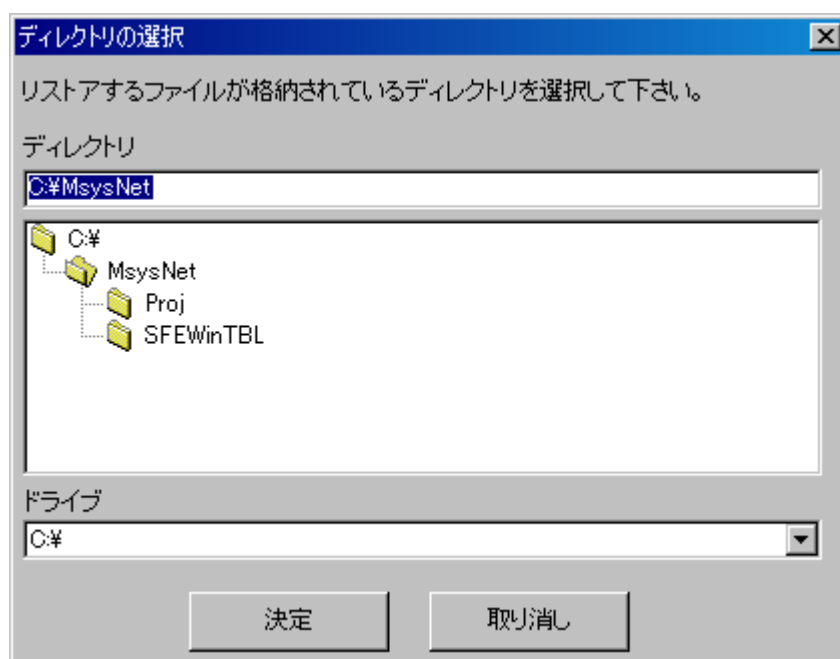 ディレクトリの選択
リストアするファイルが格納されているディレクトリを選択して下さい。
ディレクトリ
C:¥MsysNet
C:¥
MsysNet
Proj
SFEWinTBL
ドライブ
C:¥
決定 取り消し